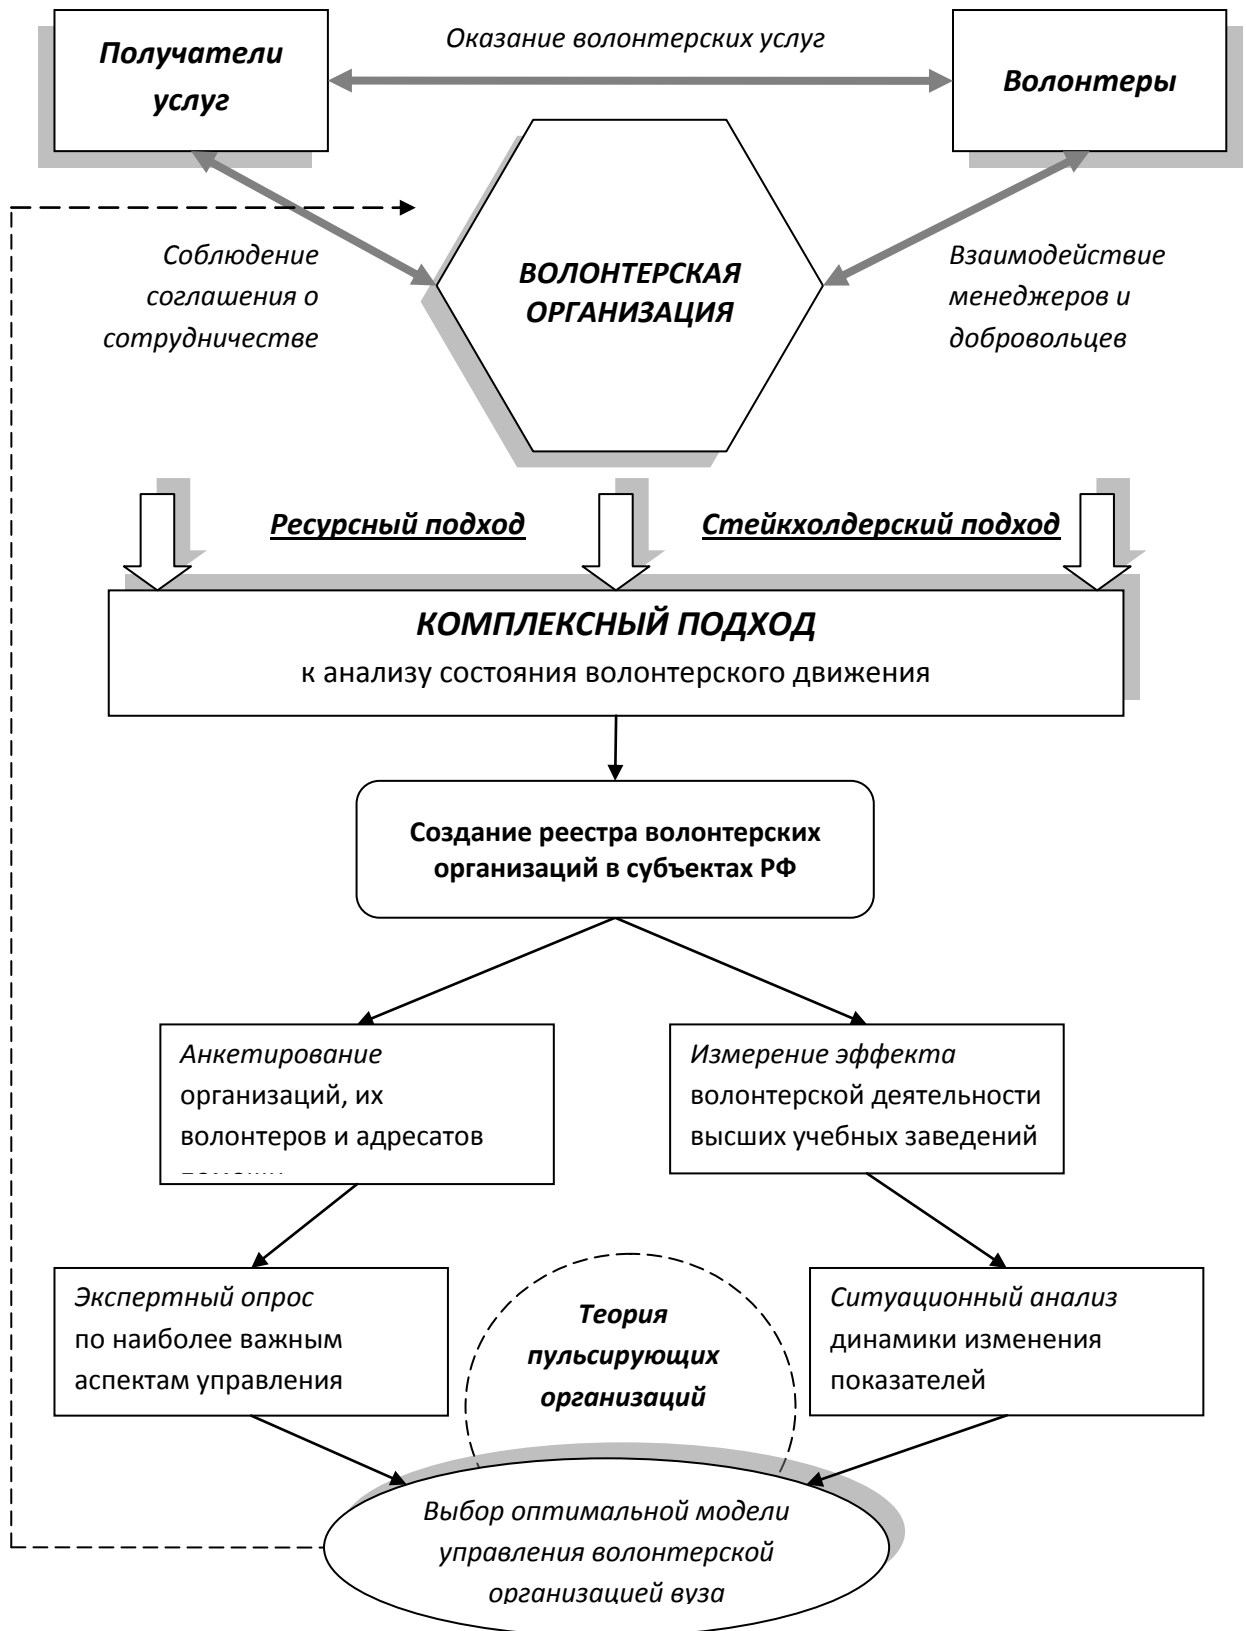 Получатели
услуг
Оказание волонтерских услуг
Волонтеры
ВОЛОНТЕРСКАЯ
ОРГАНИЗАЦИЯ
Соблюдение
соглашения о
сотрудничестве
Взаимодействие
менеджеров и
добровольцев
Ресурсный подход
Стейкхолдерский подход
КОМПЛЕКСНЫЙ ПОДХОД
к анализу состояния волонтерского движения
Создание реестра волонтерских
организаций в субъектах РФ
Анкетирование
организаций, их
волонтеров и адресатов
Измерение эффекта
волонтерской деятельности
высших учебных заведений
Экспертный опрос
по наиболее важным
аспектам управления
Теория
пульсирующих
организаций
Ситуационный анализ
динамики изменения
показателей
Выбор оптимальной модели
управления волонтерской
организацией вуза